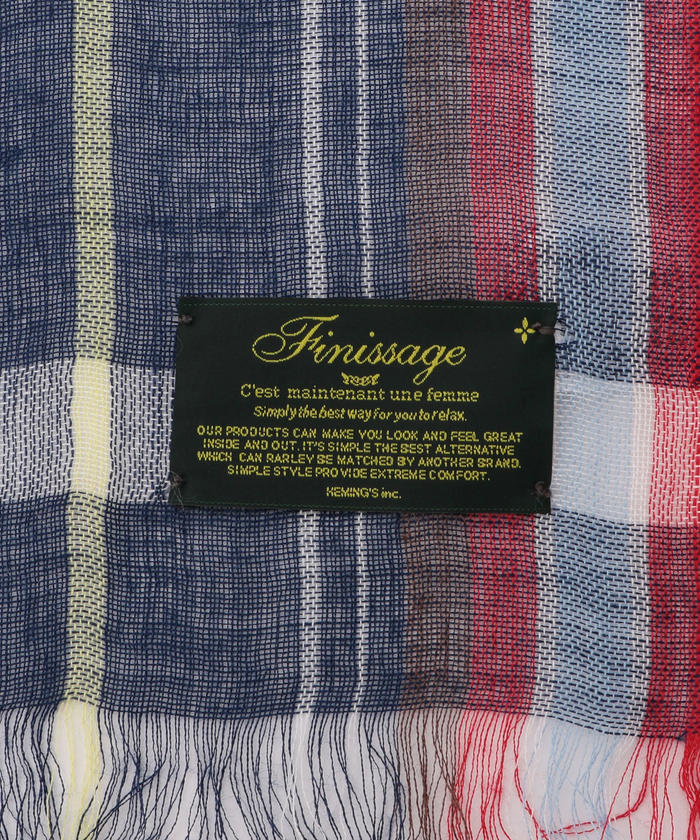 Finissage
C'est maintenant une femme
Simply the best way for you to relax.
OUR PRODUCTS CAN MAKE YOU LOOK AND FEEL GREAT
INSIDE AND OUT. IT'S SIMPLE THE BEST ALTERNATIVE
WHICH CAN RARLEY BE MATCHED BY ANOTHER BRAND.
SIMPLE STYLE PROVIDE EXTREME COMFORT.
HEMING'S inc.